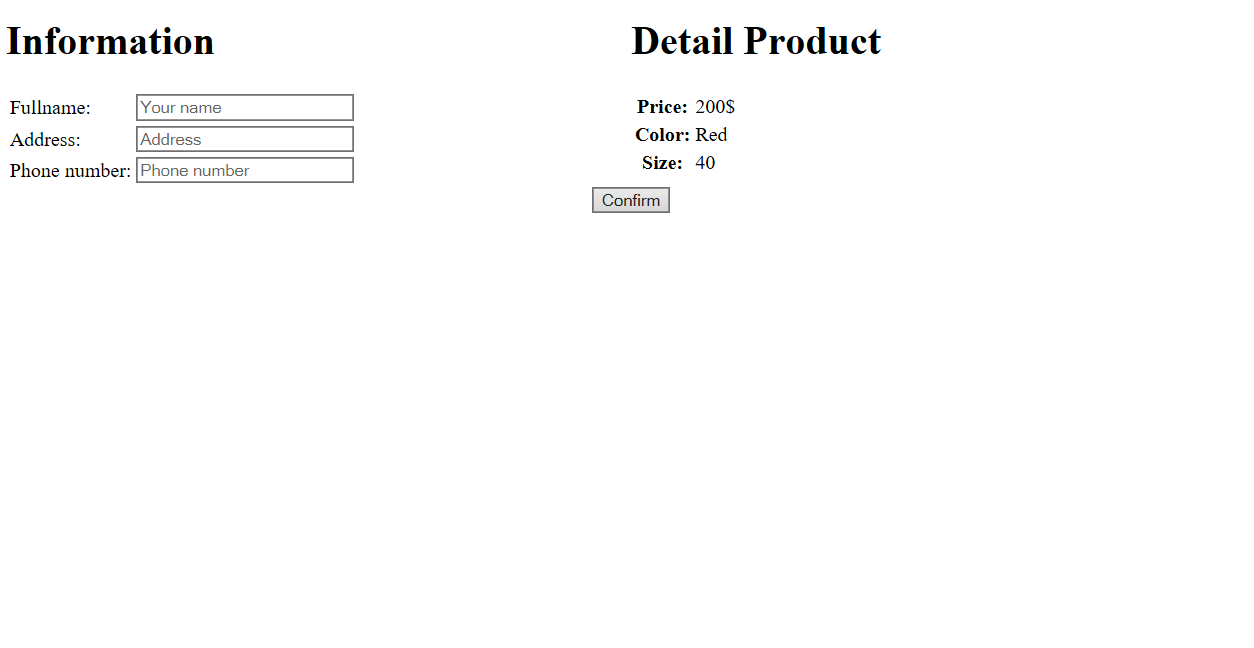 Information
Fullname: Your name
Address: Address
Phone number: Phone number
Detail Product
Price: 200$
Color: Red
Size: 40
Confirm